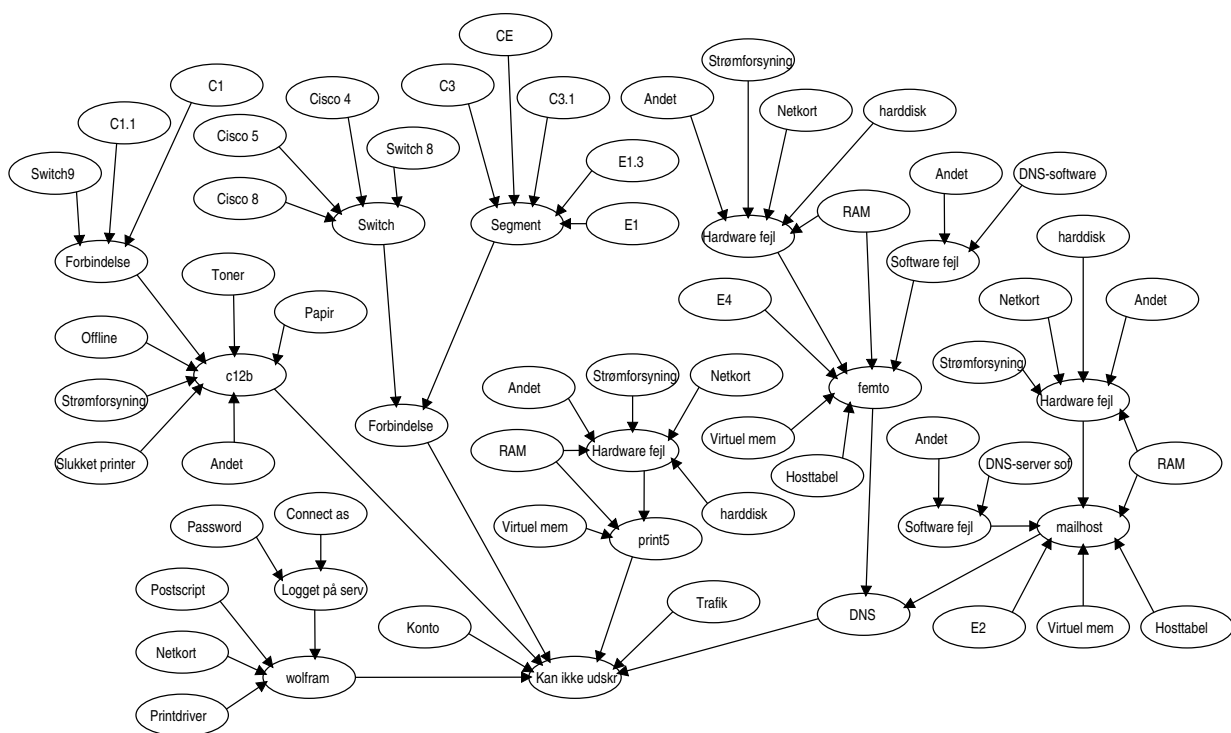 CE
Strømforsyning
C1
C3
C3.1
Cisco 4
Andet
Netkort
harddisk
C1.1
Cisco 5
Switch 8
E1.3
Switch9
Andet
DNS-software
Cisco 8
RAM
Switch
Segment
E1
Hardware fejl
harddisk
Forbindelse
Software fejl
Toner
E4
Netkort
Andet
Papir
Offline
Strømforsyning
c12b
Strømforsyning
Netkort
Andet
femto
Strømforsyning
Hardware fejl
Forbindelse
Virtuel mem
Andet
RAM
Hardware fejl
Slukket printer
Andet
DNS-server sof
RAM
Hosttabel
Connect as
harddisk
Password
Virtuel mem
print5
Software fejl
mailhost
Postscript
Logget på serv
Trafik
DNS
Konto
E2
Virtuel mem
Hosttabel
Netkort
wolfram
Kan ikke udskr
Printdriver